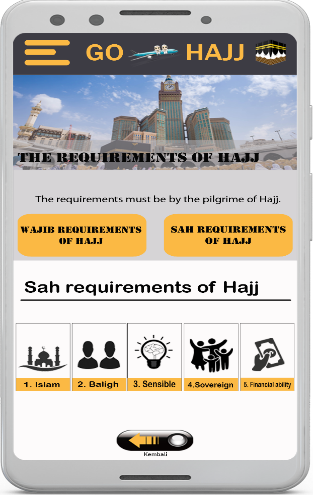 GO HAJJ
THE REQUIREMENTS OF HAJJ
The requirements must be by the pilgrime of Hajj.
WAJIB REQUIREMENTS
OF HAJJ
SAH REQUIREMENTS
OF HAJJ
Sah requirements of Hajj
1. Islam
2. Baligh
3. Sensible
4.Sovereign
5. Financial ability
Kembali